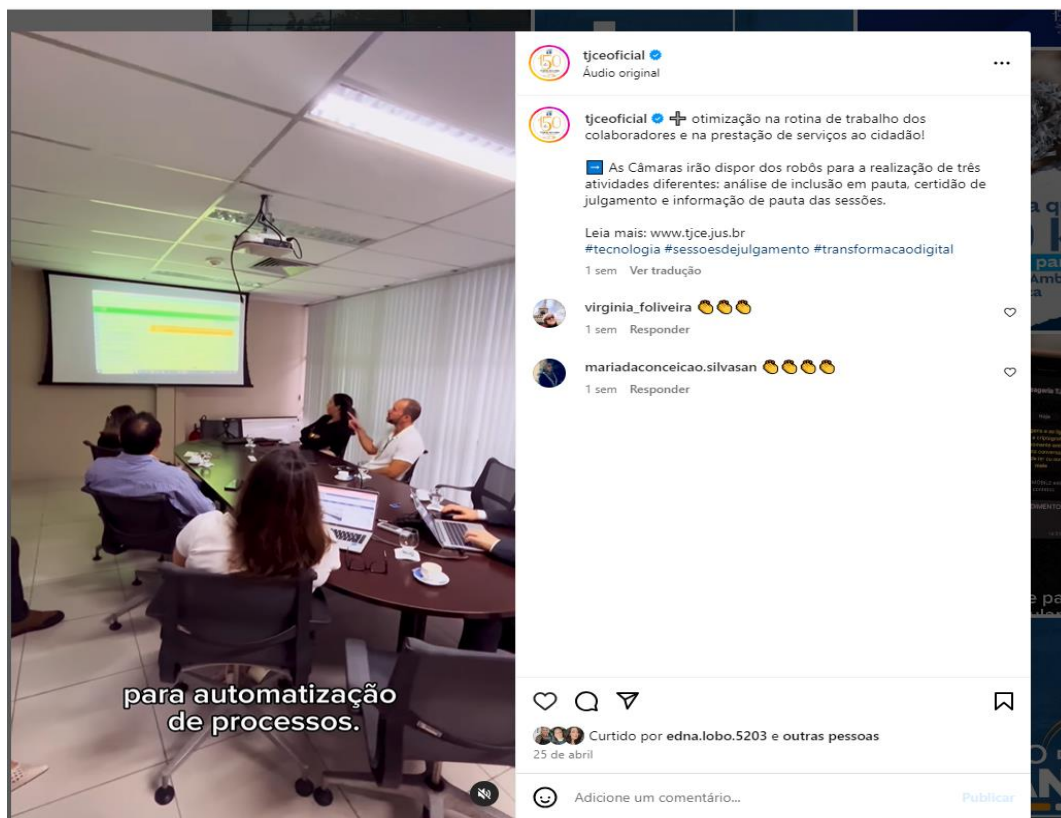 tjceoficial
Áudio original
tjceoficial ➕ otimização na rotina de trabalho dos
colaboradores e na prestação de serviços ao cidadão!
➡ As Câmaras irão dispor dos robôs para a realização de três
atividades diferentes: análise de inclusão em pauta, certidão de
julgamento e informação de pauta das sessões.
Leia mais: www.tjce.jus.br
#tecnologia #sessoesdejulgamento #transformacaodigital
1 sem Ver tradução
virginia_foliveira 👏👏👏
1 sem Responder
mariadaconceicao.silvasan 👏👏👏👏
1 sem Responder
para automatização
de processos.
Curtido por edna.lobo.5203 e outras pessoas
25 de abril
Adicione um comentário...
Publicar